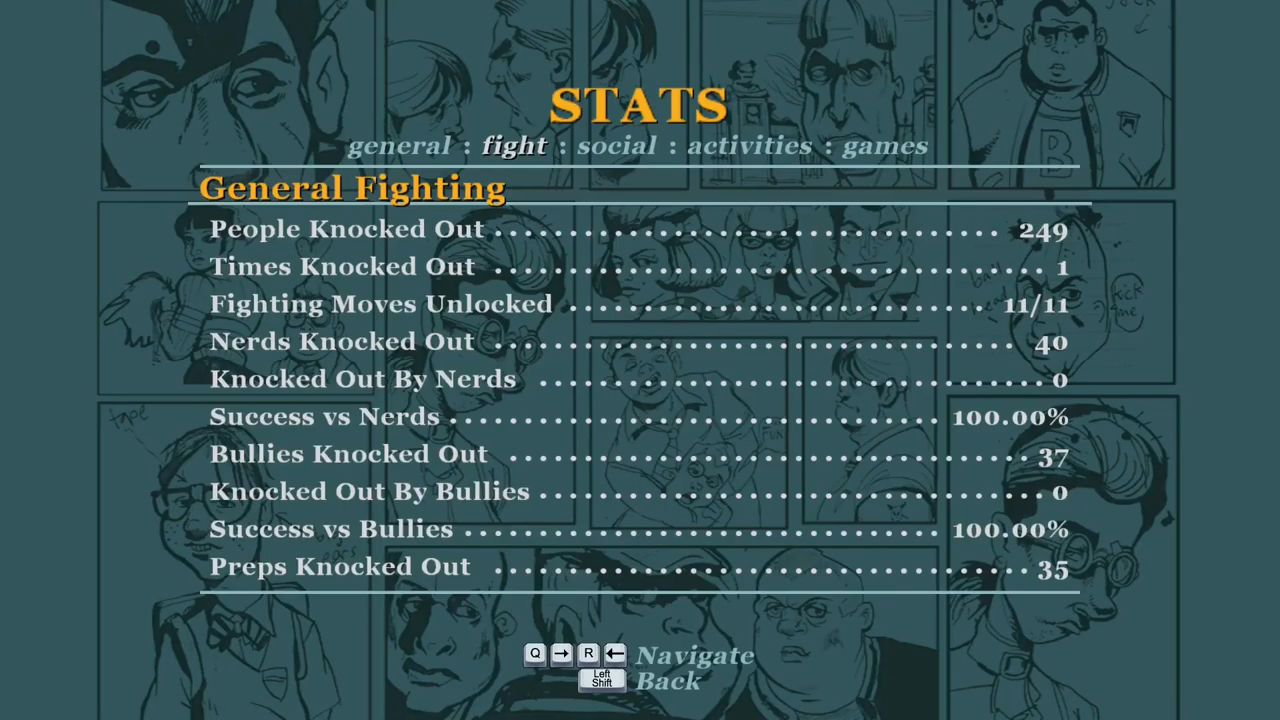 STATS
general : fight : social : activities : games
General Fighting
People Knocked Out 249
Times Knocked Out 1
Fighting Moves Unlocked 11/11
Nerds Knocked Out 40
Knocked Out By Nerds 0
Success vs Nerds 100.00%
Bullies Knocked Out 37
Knocked Out By Bullies 0
Success vs Bullies 100.00%
Preps Knocked Out 35
Q → R ← Navigate
Left Shift Back
tape
B
kick me